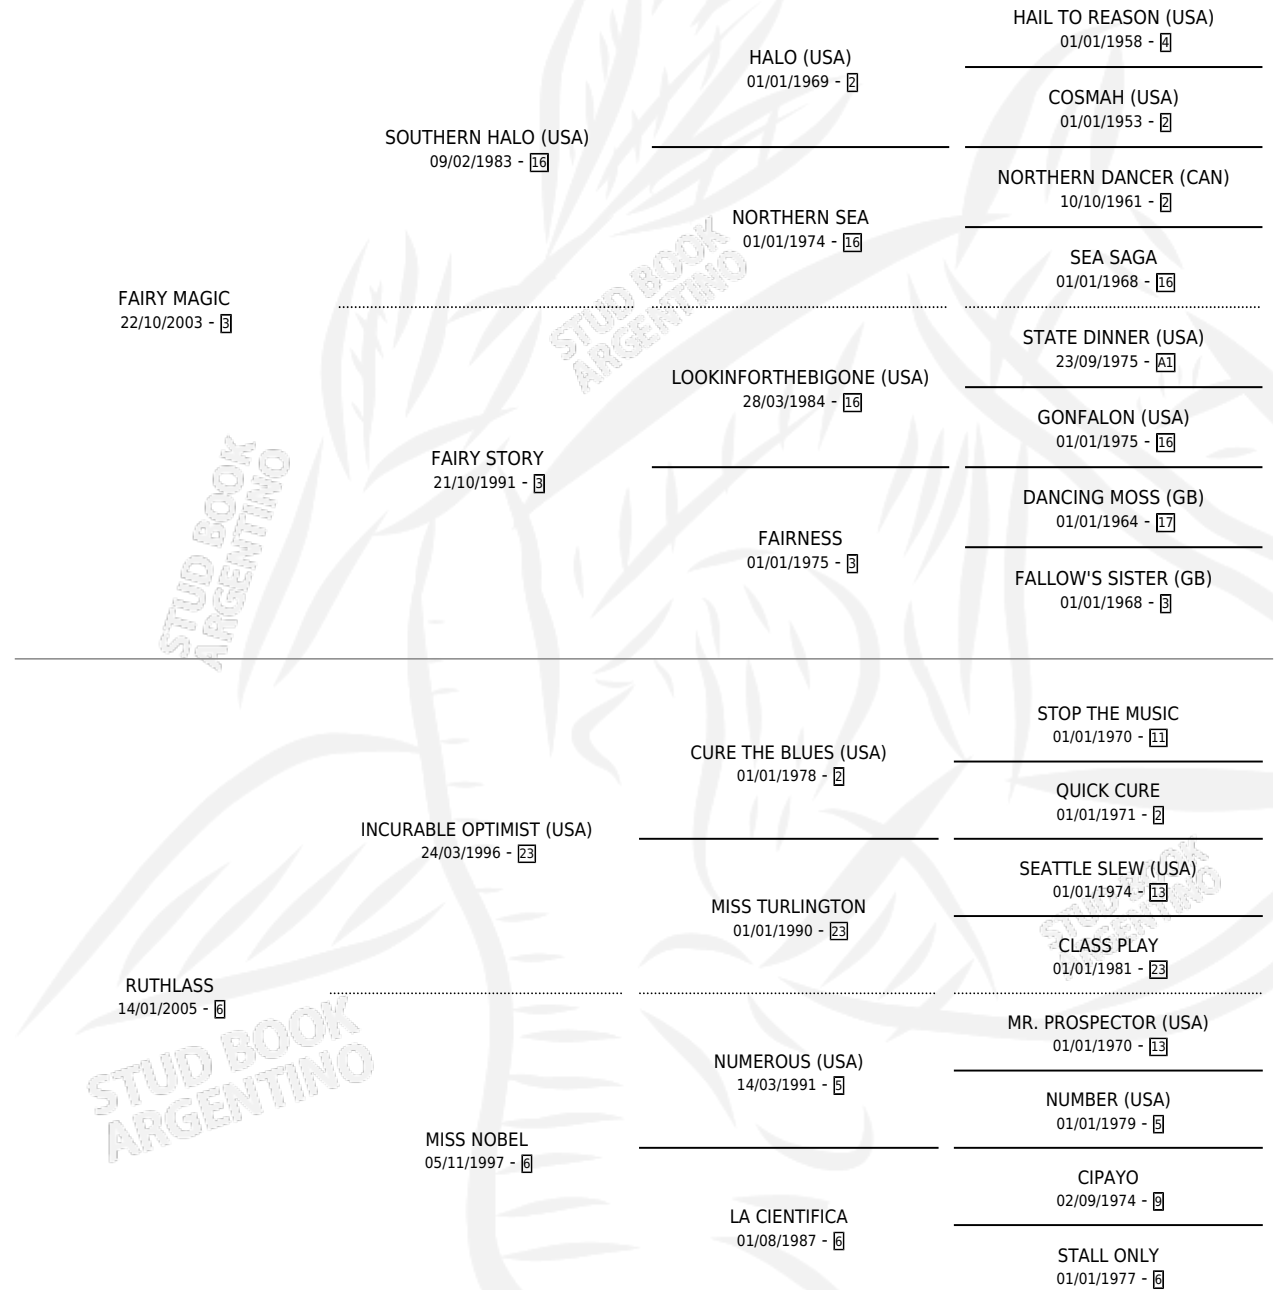 HAIL TO REASON (USA)
01/01/1958 - 4
HALO (USA)
01/01/1969 - 2
COSMAH (USA)
01/01/1953 - 2
SOUTHERN HALO (USA)
09/02/1983 - 16
NORTHERN DANCER (CAN)
10/10/1961 - 2
NORTHERN SEA
01/01/1974 - 16
SEA SAGA
01/01/1968 - 16
FAIRY MAGIC
22/10/2003 - 3
STATE DINNER (USA)
23/09/1975 - A1
LOOKINFORTHEBIGONE (USA)
28/03/1984 - 16
GONFALON (USA)
01/01/1975 - 16
FAIRY STORY
21/10/1991 - 3
DANCING MOSS (GB)
01/01/1964 - 17
FAIRNESS
01/01/1975 - 3
FALLOW'S SISTER (GB)
01/01/1968 - 3
STUD BOOK
ARGENTINO
STUD BOOK
ARGENTINO
STOP THE MUSIC
01/01/1970 - 11
CURE THE BLUES (USA)
01/01/1978 - 2
QUICK CURE
01/01/1971 - 2
INCURABLE OPTIMIST (USA)
24/03/1996 - 23
SEATTLE SLEW (USA)
01/01/1974 - 13
MISS TURLINGTON
01/01/1990 - 23
CLASS PLAY
01/01/1981 - 23
RUTHLASS
14/01/2005 - 6
MR. PROSPECTOR (USA)
01/01/1970 - 13
NUMEROUS (USA)
14/03/1991 - 5
NUMBER (USA)
01/01/1979 - 5
MISS NOBEL
05/11/1997 - 6
CIPAYO
02/09/1974 - 9
LA CIENTIFICA
01/08/1987 - 6
STALL ONLY
01/01/1977 - 6
STUD BOOK
ARGENTINO
STUD BOOK
ARGENTINO